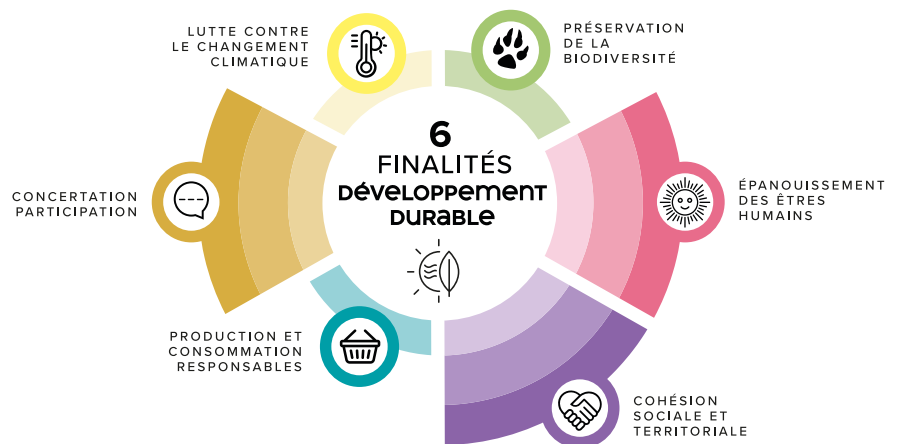 LUTTE CONTRE
LE CHANGEMENT
CLIMATIQUE
PRÉSERVATION
DE LA
BIODIVERSITÉ
6
FINALITÉS
DÉVELOPPEMENT
DURABLE
CONCERTATION
PARTICIPATION
ÉPANOUISSEMENT
DES ÊTRES
HUMAINS
PRODUCTION ET
CONSOMMATION
RESPONSABLES
COHÉSION
SOCIALE ET
TERRITORIALE